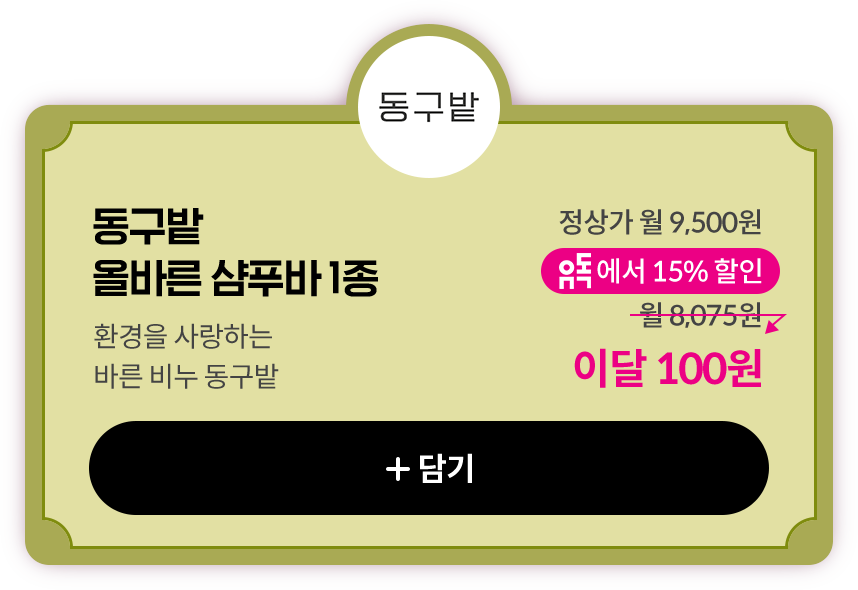 동구밭
동구밭
올바른 샴푸바 1종
환경을 사랑하는
바른 비누 동구밭
정상가 월 9,500원
유독에서 15% 할인
월 8,075원
이달 100원
+ 담기